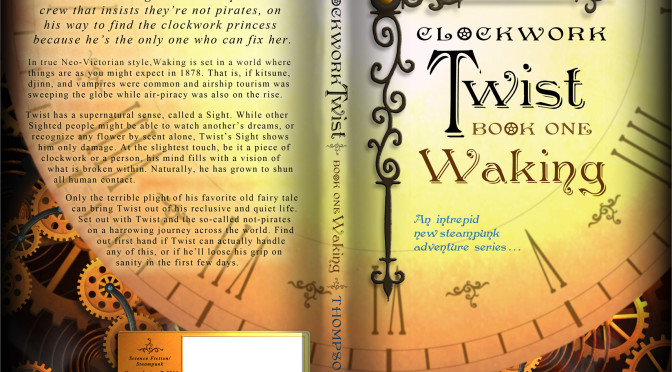 crew that insists they're not pirates, on
his way to find the clockwork princess
because he's the only one who can fix her.
In true Neo-Victorian style, Waking is set in a world where
things are as you might expect in 1878. That is, if kitsune,
djinn, and vampires were common and airship tourism was
sweeping the globe while air-piracy was also on the rise.
Twist has a supernatural sense, called a Sight. While other
Sighted people might be able to watch another's dreams, or
recognize any flower by scent alone, Twist's Sight shows
him only damage. At the slightest touch, be it a piece of
clockwork or a person, his mind fills with a vision of
what is broken within. Naturally, he has grown to shun
all human contact.
Only the terrible plight of his favorite old fairy tale
can bring Twist out of his reclusive and quiet life.
Set out with Twist and the so-called not-pirates
on a harrowing journey across the world. Find
out first hand if Twist can actually handle
any of this, or if he'll loose his grip on
sanity in the first few days.
Science Fiction/
Steampunk
Twist
BOOK ONE
Waking
CLOCKWORK
Twist
BOOK ONE
Waking
An intrepid
new steampunk
adventure series...